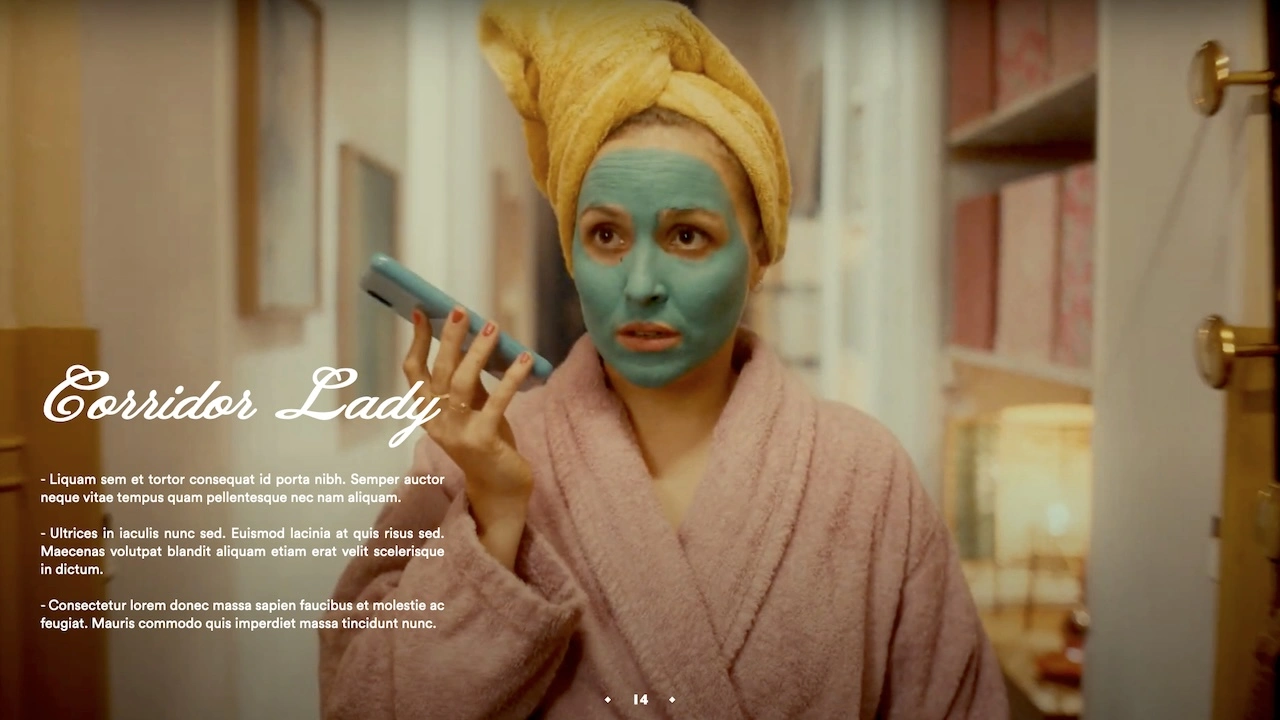 Corridor Lady
- Liquam sem et tortor consequat id porta nibh. Semper auctor
neque vitae tempus quam pellentesque nec nam aliquam.
- Ultrices in iaculis nunc sed. Euismod lacinia at quis risus sed.
Maecenas volutpat blandit aliquam etiam erat velit scelerisque
in dictum.
- Consectetur lorem donec massa sapien faucibus et molestie ac
feugiat. Mauris commodo quis imperdiet massa tincidunt nunc.
14